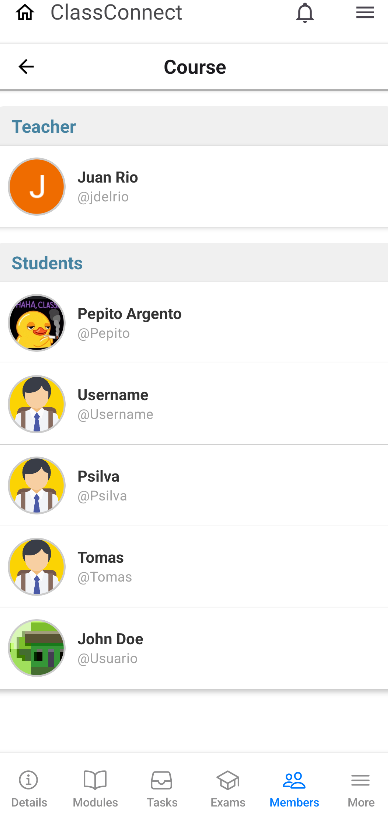 ClassConnect
Course
Teacher
J
Juan Rio
@jdelrio
Students
HAHA, CLASS
Pepito Argento
@Pepito
Username
@Username
Psilva
@Psilva
Tomas
@Tomas
John Doe
@Usuario
Details
Modules
Tasks
Exams
Members
More